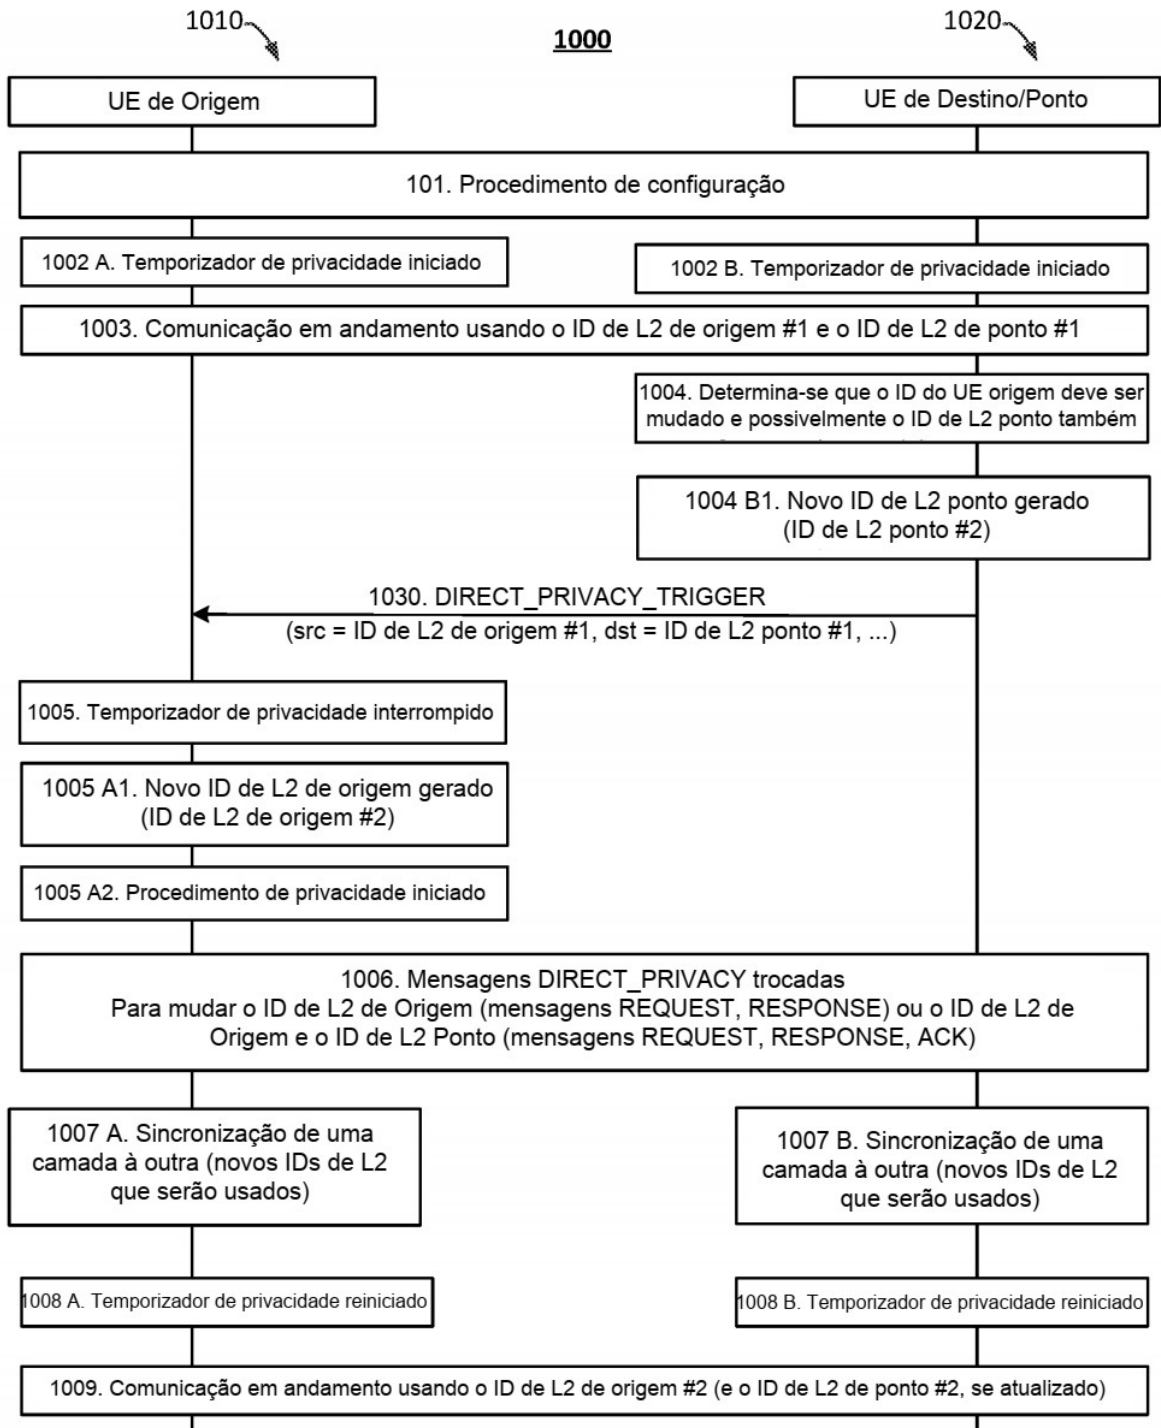 1010
1020
1000
UE de Origem
UE de Destino/Ponto
101. Procedimento de configuração
1002 A. Temporizador de privacidade iniciado
1002 B. Temporizador de privacidade iniciado
1003. Comunicação em andamento usando o ID de L2 de origem #1 e o ID de L2 de ponto #1
1004. Determina-se que o ID do UE origem deve ser
mudado e possivelmente o ID de L2 ponto também
1004 B1. Novo ID de L2 ponto gerado
(ID de L2 ponto #2)
1030. DIRECT_PRIVACY_TRIGGER
(src = ID de L2 de origem #1, dst = ID de L2 ponto #1, ...)
1005. Temporizador de privacidade interrompido
1005 A1. Novo ID de L2 de origem gerado
(ID de L2 de origem #2)
1005 A2. Procedimento de privacidade iniciado
1006. Mensagens DIRECT_PRIVACY trocadas
Para mudar o ID de L2 de Origem (mensagens REQUEST, RESPONSE) ou o ID de L2 de
Origem e o ID de L2 Ponto (mensagens REQUEST, RESPONSE, ACK)
1007 A. Sincronização de uma
camada à outra (novos IDs de L2
que serão usados)
1007 B. Sincronização de uma
camada à outra (novos IDs de L2
que serão usados)
1008 A. Temporizador de privacidade reiniciado
1008 B. Temporizador de privacidade reiniciado
1009. Comunicação em andamento usando o ID de L2 de origem #2 (e o ID de L2 de ponto #2, se atualizado)